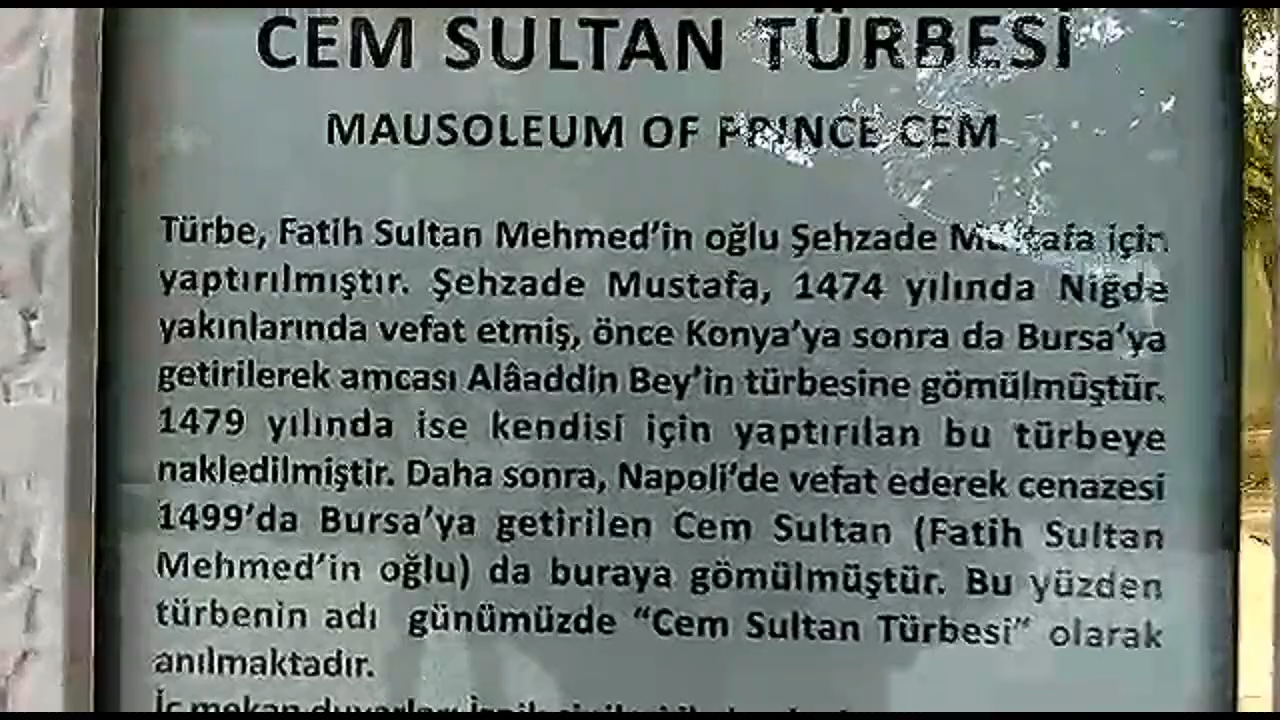 CEM SULTAN TÜRBESİ
MAUSOLEUM OF PRINCE CEM
Türbe, Fatih Sultan Mehmed'in oğlu Şehzade Mustafa için
yaptırılmıştır. Şehzade Mustafa, 1474 yılında Niğde
yakınlarında vefat etmiş, önce Konya'ya sonra da Bursa'ya
getirilerek amcası Alâaddin Bey'in türbesine gömülmüştür.
1479 yılında ise kendisi için yaptırılan bu türbeye
nakledilmiştir. Daha sonra, Napoli'de vefat ederek cenazesi
1499'da Bursa'ya getirilen Cem Sultan (Fatih Sultan
Mehmed'in oğlu) da buraya gömülmüştür. Bu yüzden
türbenin adı günümüzde "Cem Sultan Türbesi" olarak
anılmaktadır.
İç mekan duvarları